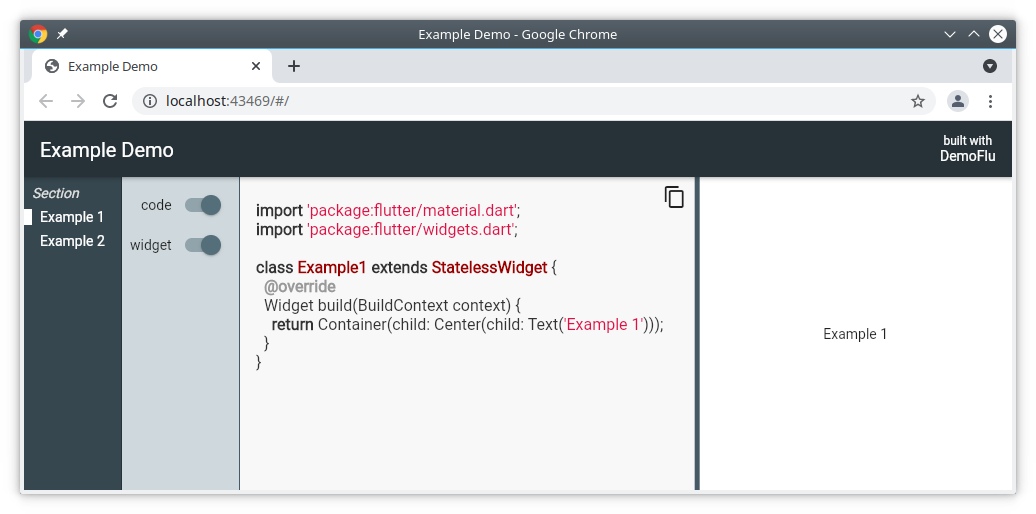 Example Demo - Google Chrome
Example Demo
localhost:43469/#/
Example Demo
built with
DemoFlu
Section
Example 1
Example 2
code
widget
import 'package:flutter/material.dart';
import 'package:flutter/widgets.dart';
class Example1 extends StatelessWidget {
@override
Widget build(BuildContext context) {
return Container(child: Center(child: Text('Example 1')));
}
}
Example 1